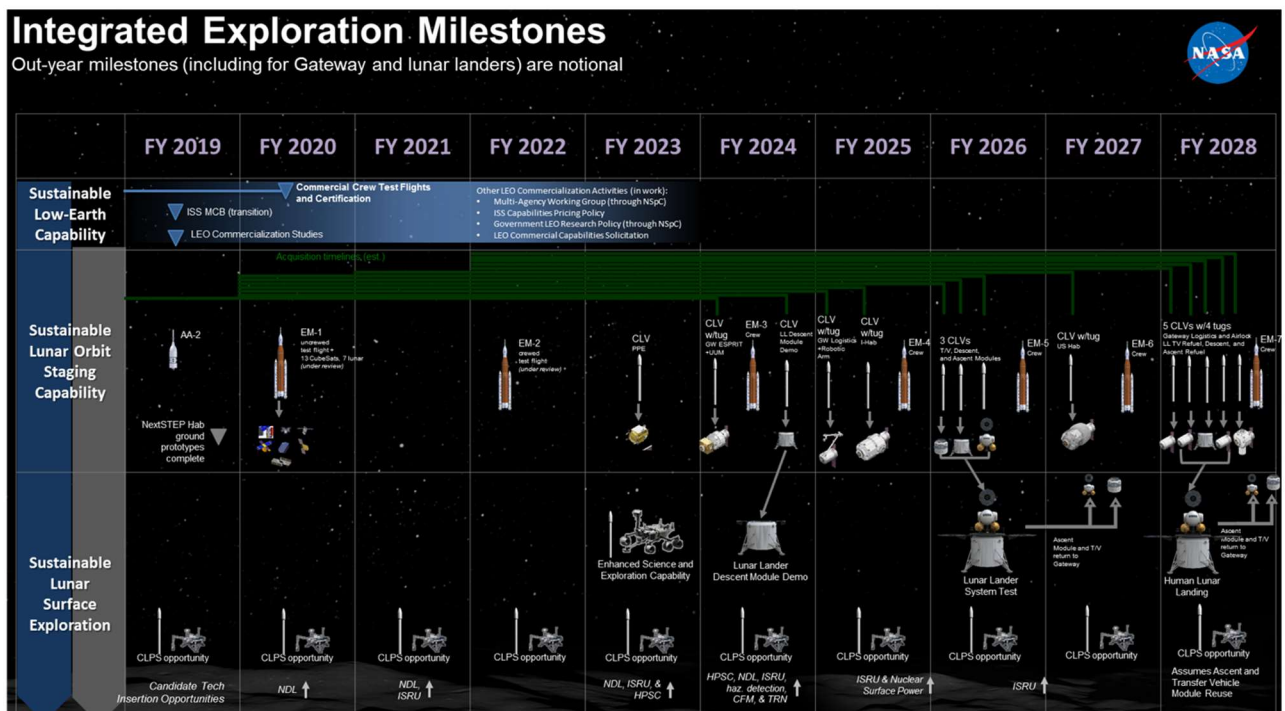 Integrated Exploration Milestones
Out-year milestones (including for Gateway and lunar landers) are notional
NASA
FY 2019
FY 2020
FY 2021
FY 2022
FY 2023
FY 2024
FY 2025
FY 2026
FY 2027
FY 2028
Sustainable
Low-Earth
Capability
Commercial Crew Test Flights
and Certification
ISS MCB (transition)
LEO Commercialization Studies
Other LEO Commercialization Activities (in work):
• Multi-Agency Working Group (through NSpC)
• ISS Capabilities Pricing Policy
• Government LEO Research Policy (through NSpC)
• LEO Commercial Capabilities Solicitation
Acquisition timelines (est.)
Sustainable
Lunar Orbit
Staging
Capability
AA-2
NextSTEP Hab
ground
prototypes
complete
EM-1
uncrewed
test flight +
13 CubeSats, 7 lunar
(under review)
EM-2
crewed
test flight
(under review)
CLV
PPE
CLV
w/tug
GW ESPRIT
+UUM
EM-3
Crew
CLV
LL Descent
Module
Demo
CLV
w/tug
GW Logistics
+Robotic
Arm
CLV
w/tug
I-Hab
EM-4
Crew
3 CLVs
T/V, Descent,
and Ascent Modules
EM-5
Crew
CLV w/tug
US Hab
EM-6
Crew
5 CLVs w/4 tugs
Gateway Logistics and Airlock
LL TV Refuel, Descent, and
Ascent Refuel
EM-7
Crew
Sustainable
Lunar
Surface
Exploration
Enhanced Science and
Exploration Capability
Lunar Lander
Descent Module Demo
Lunar Lander
System Test
Ascent
Module and T/V
return to
Gateway
Human Lunar
Landing
Ascent
Module and T/V
return to
Gateway
CLPS opportunity
CLPS opportunity
CLPS opportunity
CLPS opportunity
CLPS opportunity
CLPS opportunity
CLPS opportunity
CLPS opportunity
CLPS opportunity
CLPS opportunity
Candidate Tech
Insertion Opportunities
NDL
NDL,
ISRU
NDL, ISRU, &
HPSC
HPSC, NDL, ISRU,
haz. detection,
CFM, & TRN
ISRU & Nuclear
Surface Power
ISRU
Assumes Ascent and
Transfer Vehicle
Module Reuse